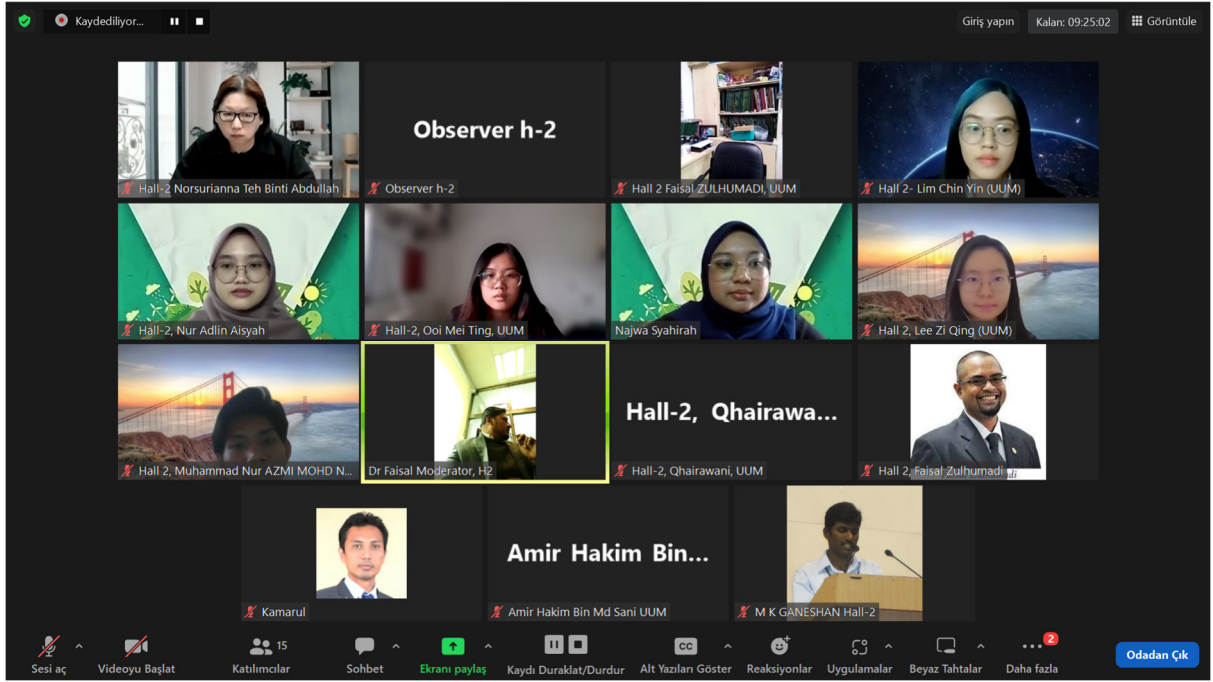 Kaydediliyor...
Giriş yapın
Kalan: 09:25:02
Görüntüle
Hall-2 Norsurianna Teh Binti Abdullah
Observer h-2
Observer h-2
Hall 2 Faisal ZULHUMADI, UUM
Hall 2- Lim Chin Yin (UUM)
Hall-2, Nur Adlin Aisyah
Hall-2, Ooi Mei Ting, UUM
Najwa Syahirah
Hall 2, Lee Zi Qing (UUM)
Hall 2, Muhammad Nur AZMI MOHD N...
Dr Faisal Moderator, H2
Hall-2, Qhairawa...
Hall-2, Qhairawani, UUM
Hall 2, Faisal Zulhumadi
Kamarul
Amir Hakim Bin...
Amir Hakim Bin Md Sani UUM
M K GANESHAN Hall-2
Sesi aç
Videoyu Başlat
15
Katılımcılar
Sohbet
Ekranı paylaş
Kaydı Duraklat/Durdur
CC
Alt Yazıları Göster
Reaksiyonlar
Uygulamalar
Beyaz Tahtalar
2
Daha fazla
Odadan Çık